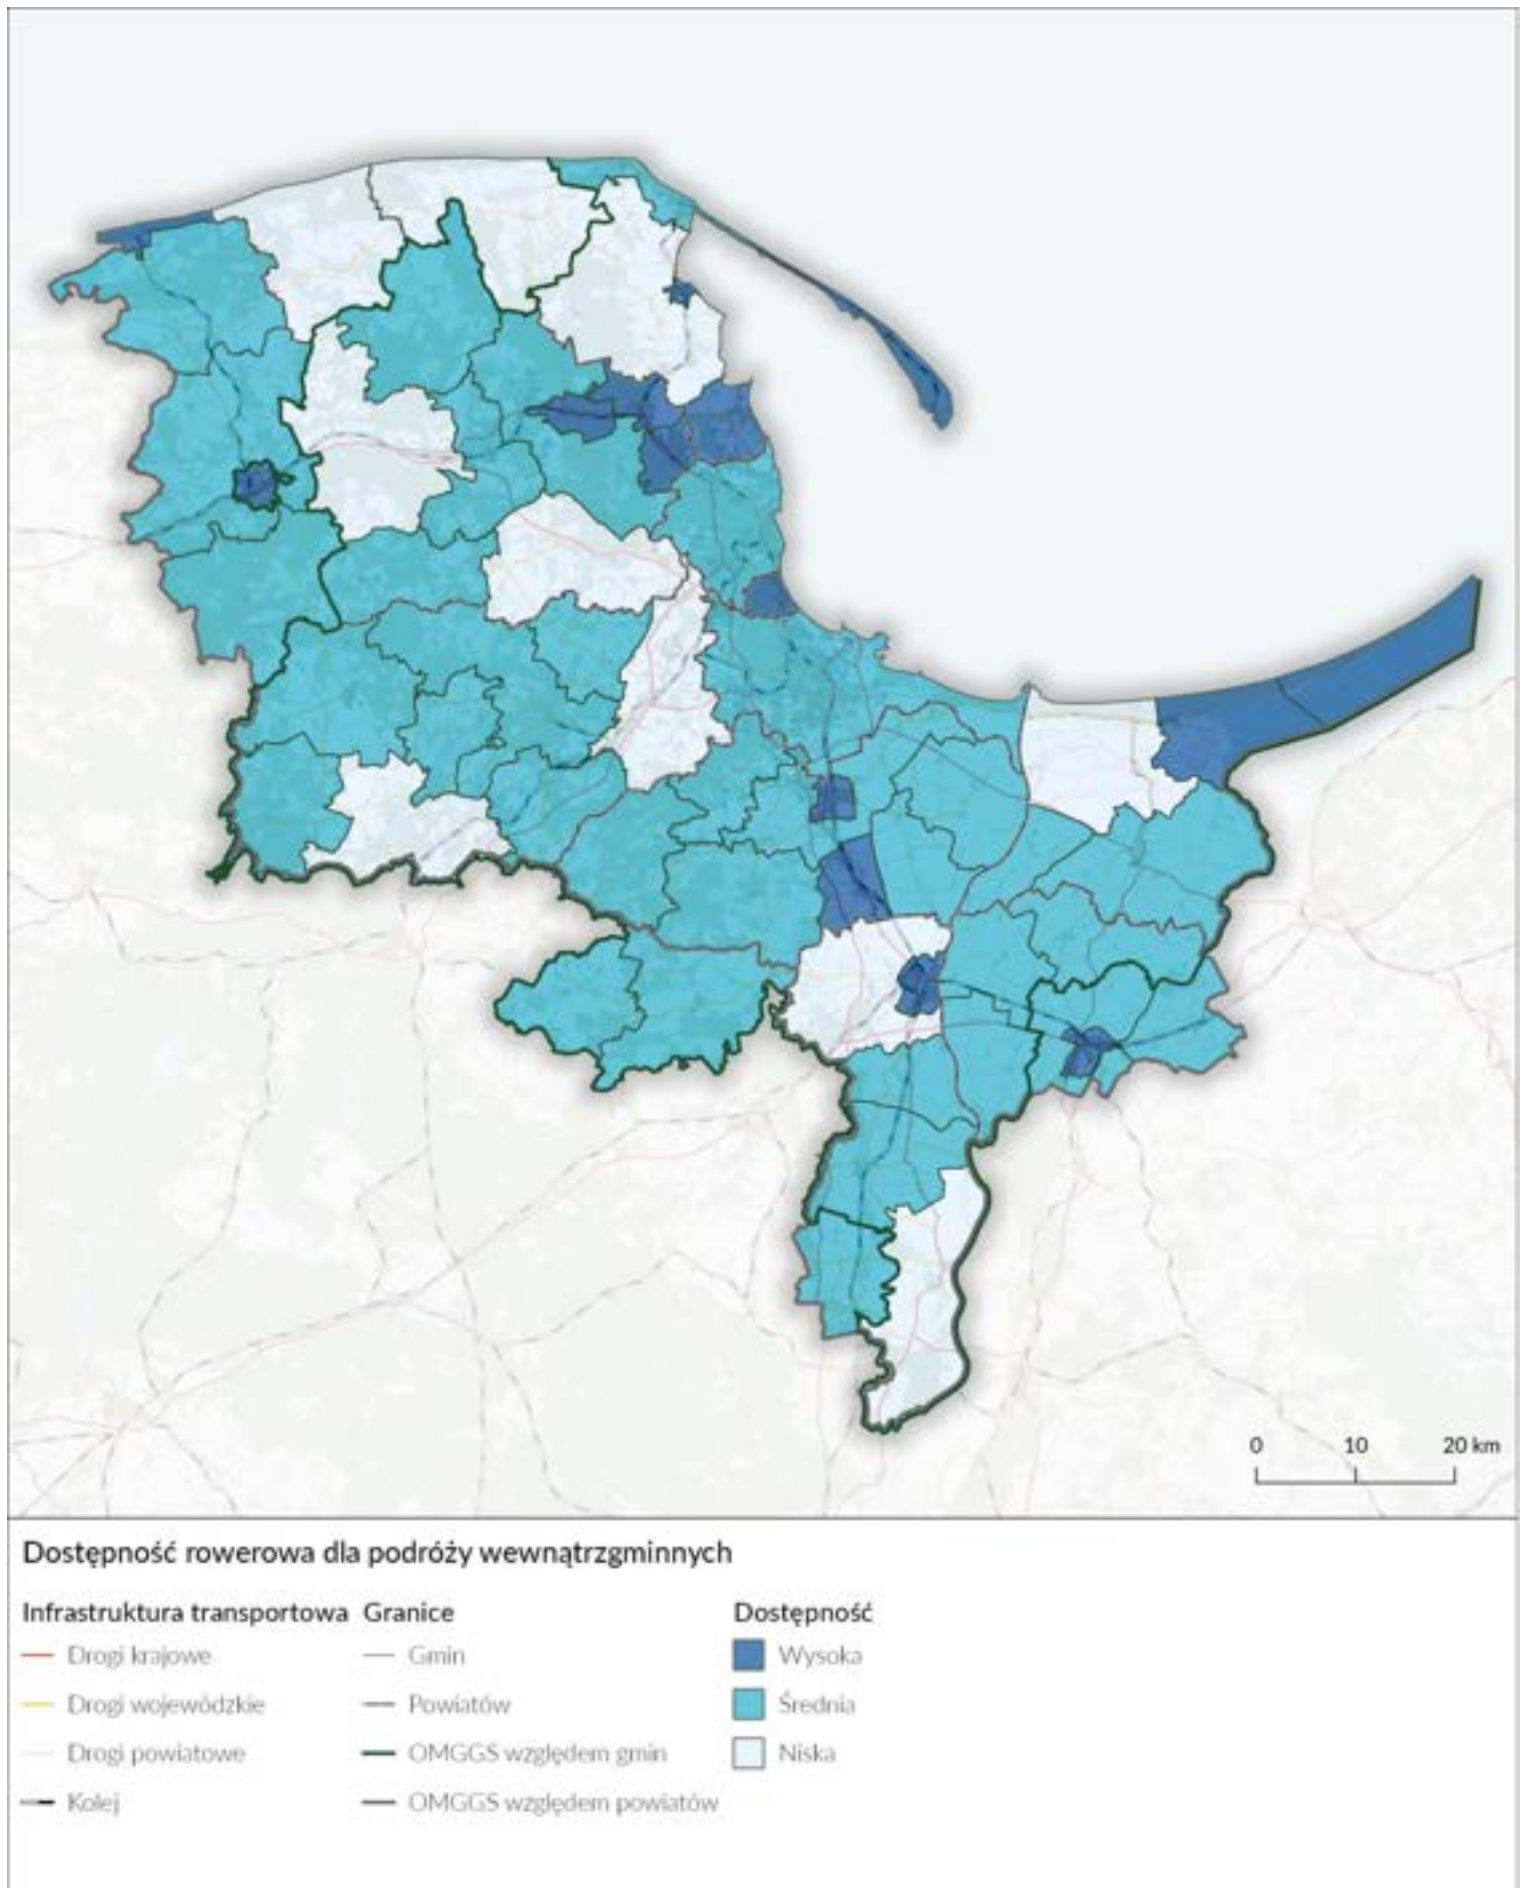 0 10 20 km
Dostępność rowerowa dla podróży wewnątrzgminnych
Infrastruktura transportowa Granice Dostępność
Drogi krajowe Gmin Wysoka
Drogi wojewódzkie Powiatów Średnia
Drogi powiatowe OMGGS względem gmin Niska
Kolej OMGGS względem powiatów